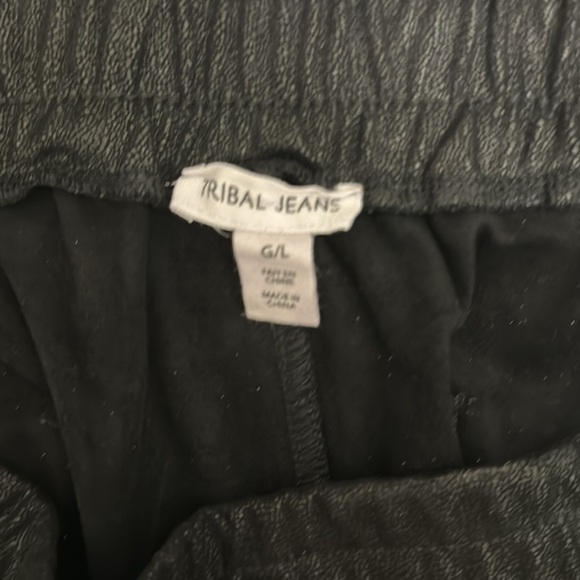 TRIBAL JEANS
G/L
FAIT EN
CHINE
MADE IN
CHINA